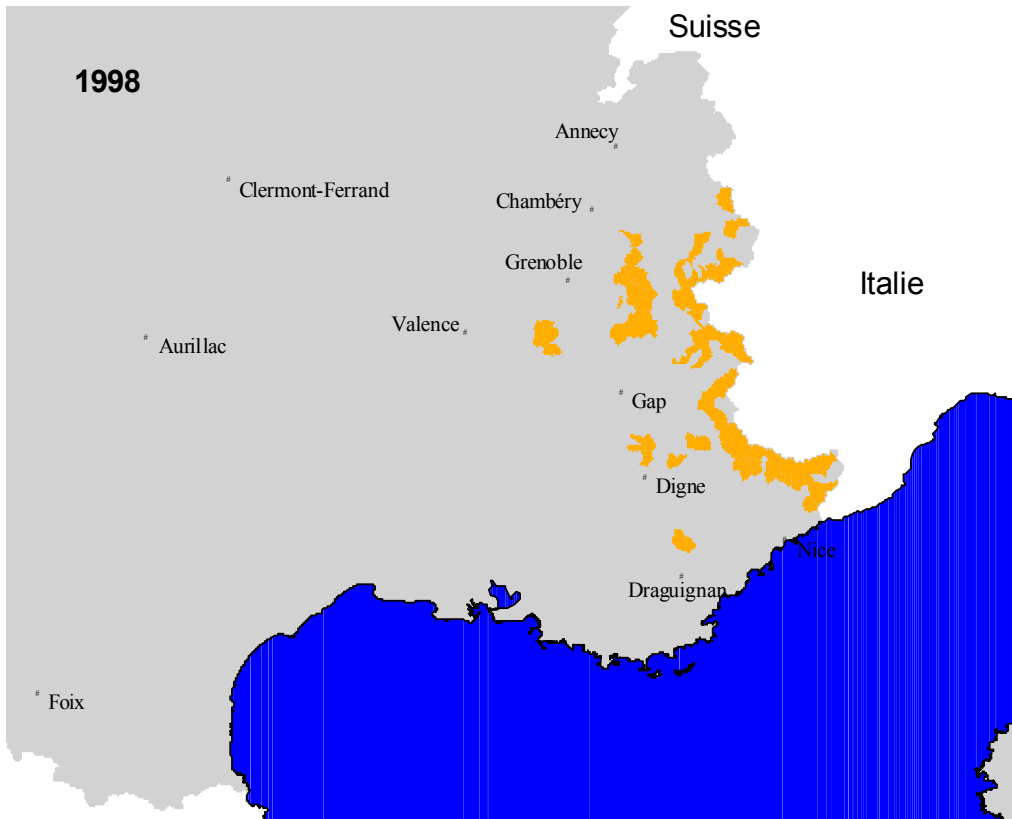 Suisse
1998
Annecy
Clermont-Ferrand
Chambéry
Grenoble
Italie
Valence
Aurillac
Gap
Digne
Nice
Draguignan
Foix